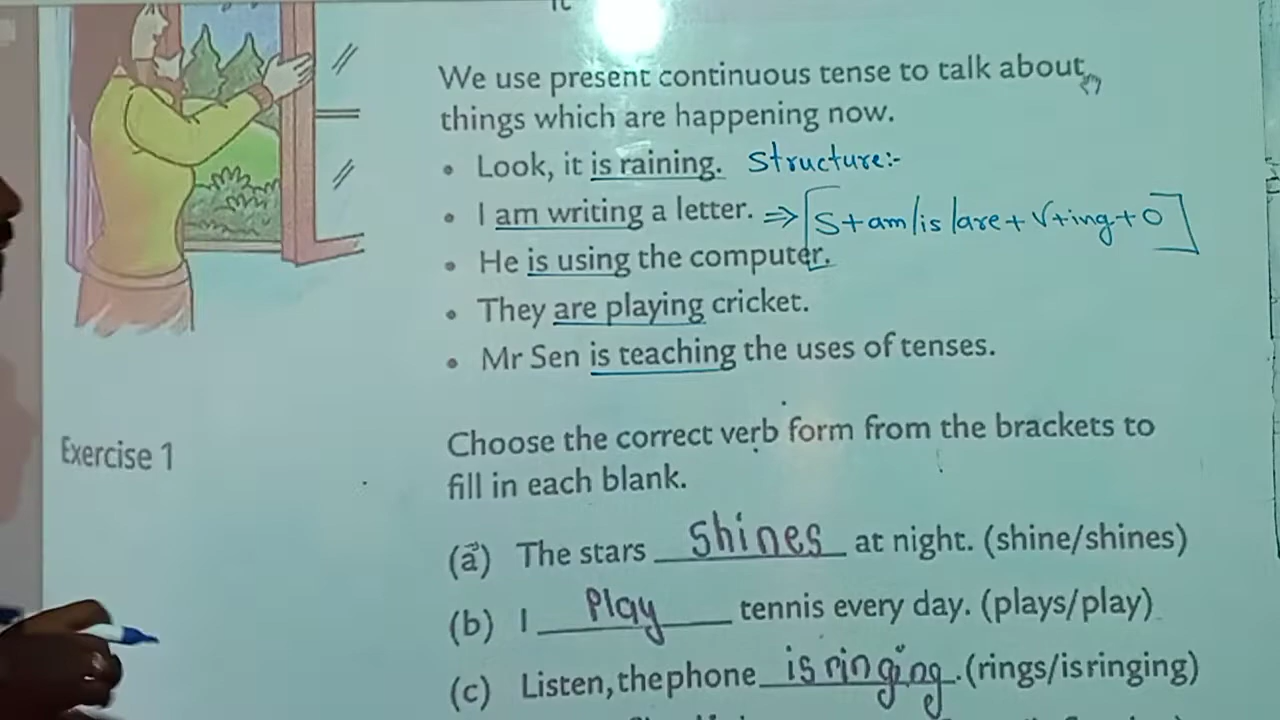 We use present continuous tense to talk about
things which are happening now.
• Look, it is raining. Structure:-
• I am writing a letter. ⇒ [S+am/is/are+V+ing+O]
• He is using the computer.
• They are playing cricket.
• Mr Sen is teaching the uses of tenses.
Exercise 1
Choose the correct verb form from the brackets to
fill in each blank.
(a) The stars shines at night. (shine/shines)
(b) I Play tennis every day. (plays/play)
(c) Listen, the phone is ringing. (rings/is ringing)